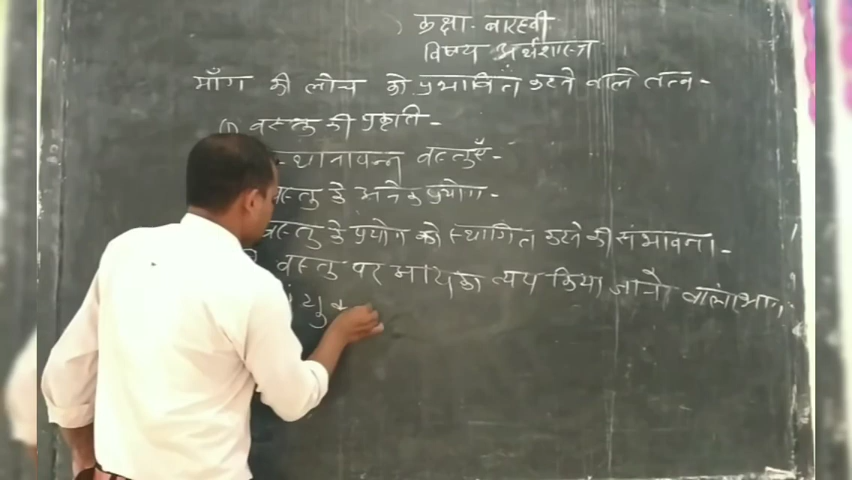 कक्षा - बारहवी
विषय अर्थशास्त्र
माँग की लोच को प्रभावित करने वाले तत्व -
(1) वस्तु की प्रकृति -
स्थानापन्न वस्तुएँ -
वस्तु के अनेक प्रयोग -
वस्तु के प्रयोग को स्थगित करने की संभावना -
वस्तु पर आय का व्यय किया जाने वाला भाग